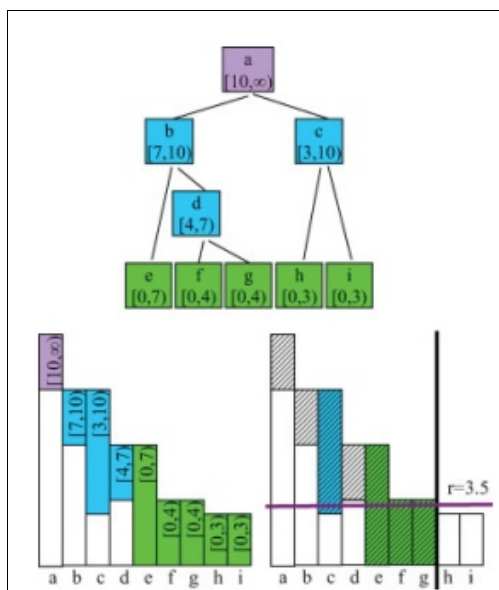 a
[10,∞)
b
[7,10)
c
[3,10)
d
[4,7)
e
[0,7)
f
[0,4)
g
[0,4)
h
[0,3)
i
[0,3)
[10,∞)
[7,10)
[3,10)
[4,7)
[0,7)
[0,4)
[0,4)
[0,3)
[0,3)
a b c d e f g h i
r=3.5
a b c d e f g h i